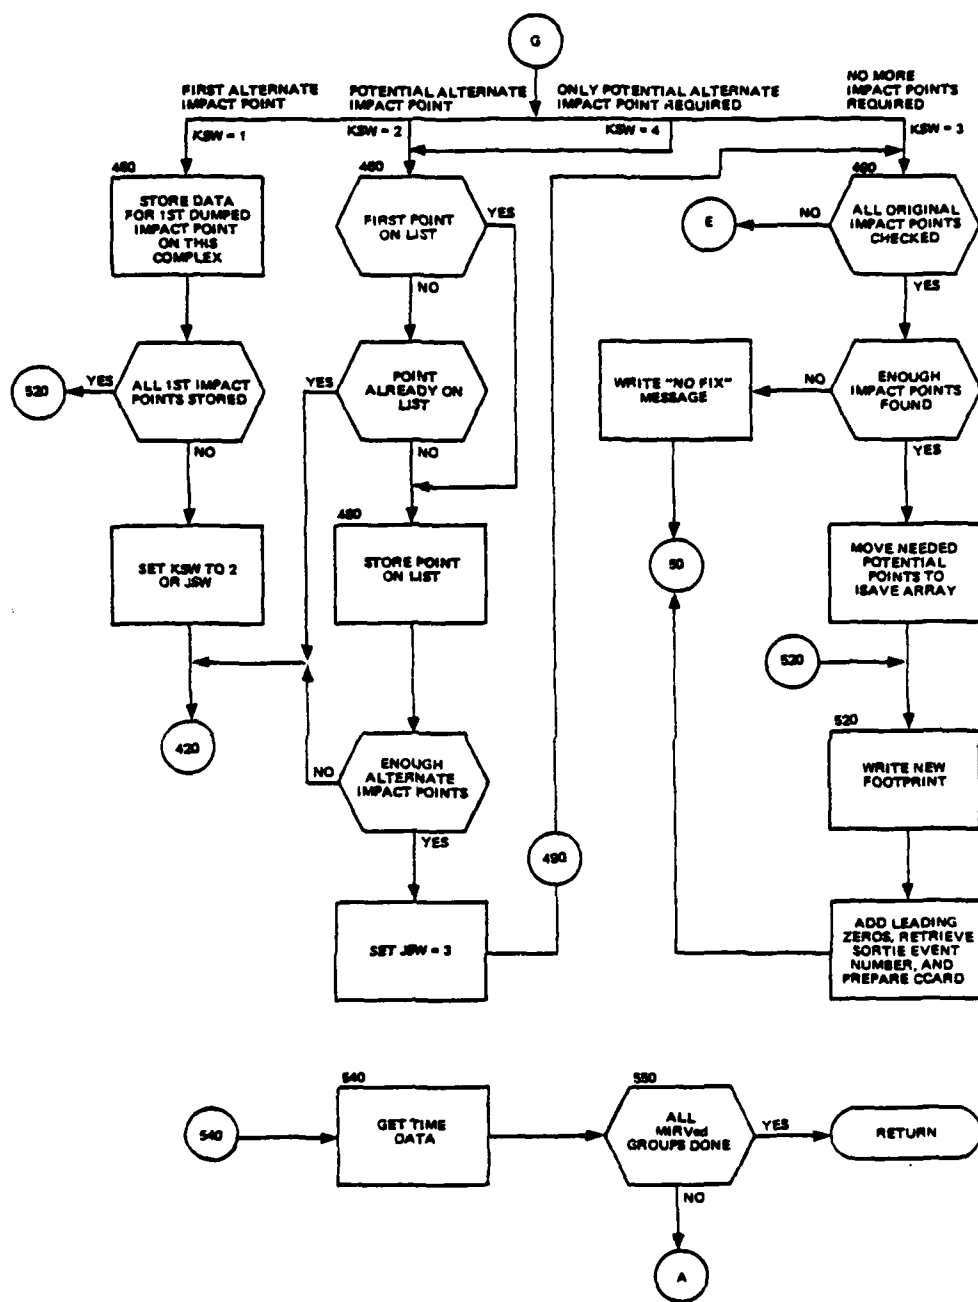 G
FIRST ALTERNATE
IMPACT POINT
POTENTIAL ALTERNATE
IMPACT POINT
ONLY POTENTIAL ALTERNATE
IMPACT POINT REQUIRED
NO MORE
IMPACT POINTS
REQUIRED
KSW = 1
KSW = 2
KSW = 4
KSW = 3
STORE DATA
FOR 1ST DUMPED
IMPACT POINT
ON THIS
COMPLEX
460
FIRST POINT
ON LIST
YES
NO
E
NO
490
ALL ORIGINAL
IMPACT POINTS
CHECKED
YES
520
YES
ALL 1ST IMPACT
POINTS STORED
NO
YES
POINT
ALREADY ON
LIST
NO
WRITE "NO FIX"
MESSAGE
NO
ENOUGH
IMPACT POINTS
FOUND
YES
SET KSW TO 2
OR JSW
480
STORE POINT
ON LIST
50
MOVE NEEDED
POTENTIAL
POINTS TO
ISAVE ARRAY
520
420
NO
ENOUGH
ALTERNATE
IMPACT POINTS
YES
520
WRITE NEW
FOOTPRINT
490
SET JSW = 3
ADD LEADING
ZEROS, RETRIEVE
SORTIE EVENT
NUMBER, AND
PREPARE CCARD
540
540
GET TIME
DATA
550
ALL
MIRVed
GROUPS DONE
YES
RETURN
NO
A